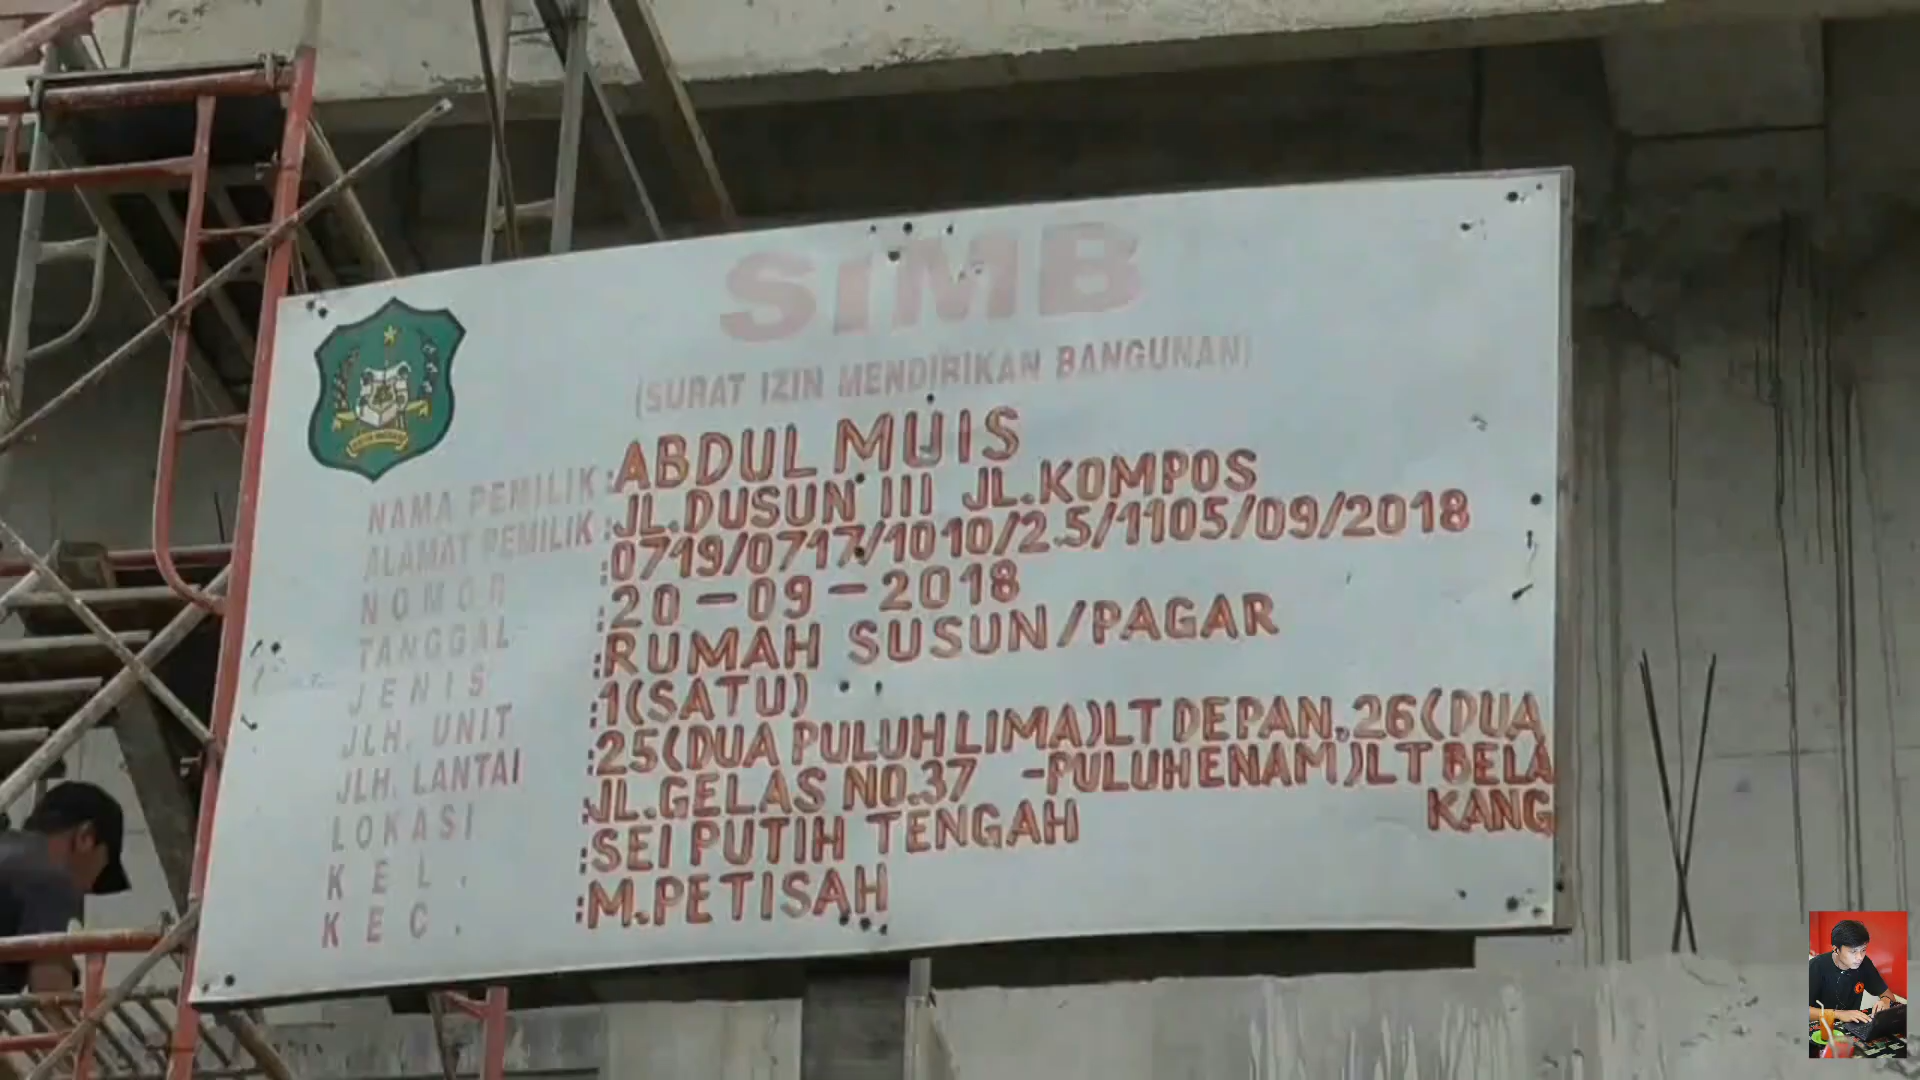 SIMB
(SURAT IZIN MENDIRIKAN BANGUNAN)
NAMA PEMILIK :ABDUL MUIS
ALAMAT PEMILIK :JL.DUSUN III JL.KOMPOS
NOMOR :0719/0717/1010/2.5/1105/09/2018
TANGGAL :20-09-2018
JENIS :RUMAH SUSUN/PAGAR
JLH. UNIT :1(SATU)
JLH. LANTAI :25(DUA PULUH LIMA)LT DEPAN.26(DUA
-PULUH ENAM)LT BELA
KANG
LOKASI :JL.GELAS NO.37
KEL. :SEI PUTIH TENGAH
KEC. :M.PETISAH